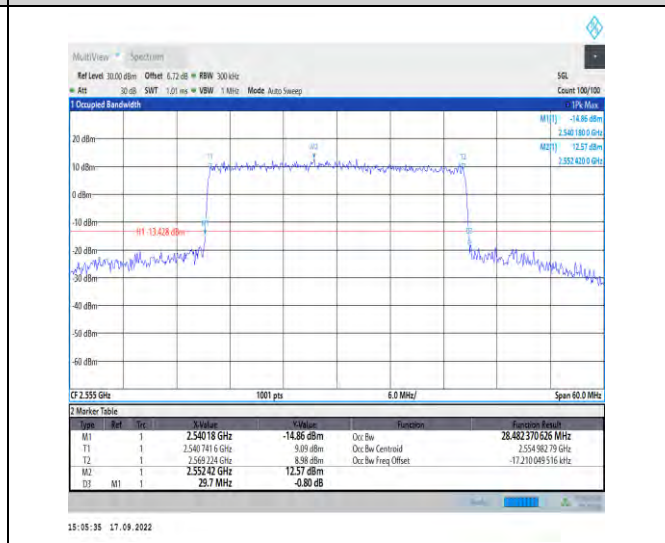 MultiView Spectrum
Ref Level 30.00 dBm Offset 6.72 dB RBW 300 kHz SGL
Att 30 dB SWT 1.01 ms VBW 1 MHz Mode Auto Sweep Count 100/100
1 Occupied Bandwidth 1Pk Max
M1[1] -14.86 dBm
2.540 180 0 GHz
M2[1] 12.57 dBm
2.552 420 0 GHz
20 dBm
10 dBm
0 dBm
-10 dBm
-20 dBm
-30 dBm
-40 dBm
-50 dBm
-60 dBm
T1
M2
T2
M1
H1 -13.428 dBm
CF 2.555 GHz 1001 pts 6.0 MHz/ Span 60.0 MHz
2 Marker Table
Type Ref Trc X-Value Y-Value Function Function Result
M1 1 2.54018 GHz -14.86 dBm Occ Bw 28.482 370 626 MHz
T1 1 2.540 741 6 GHz 9.09 dBm Occ Bw Centroid 2.554 982 79 GHz
T2 1 2.569 224 GHz 8.98 dBm Occ Bw Freq Offset -17.210 049 516 kHz
M2 1 2.55242 GHz 12.57 dBm
D3 M1 1 29.7 MHz -0.80 dB
15:05:35 17.09.2022